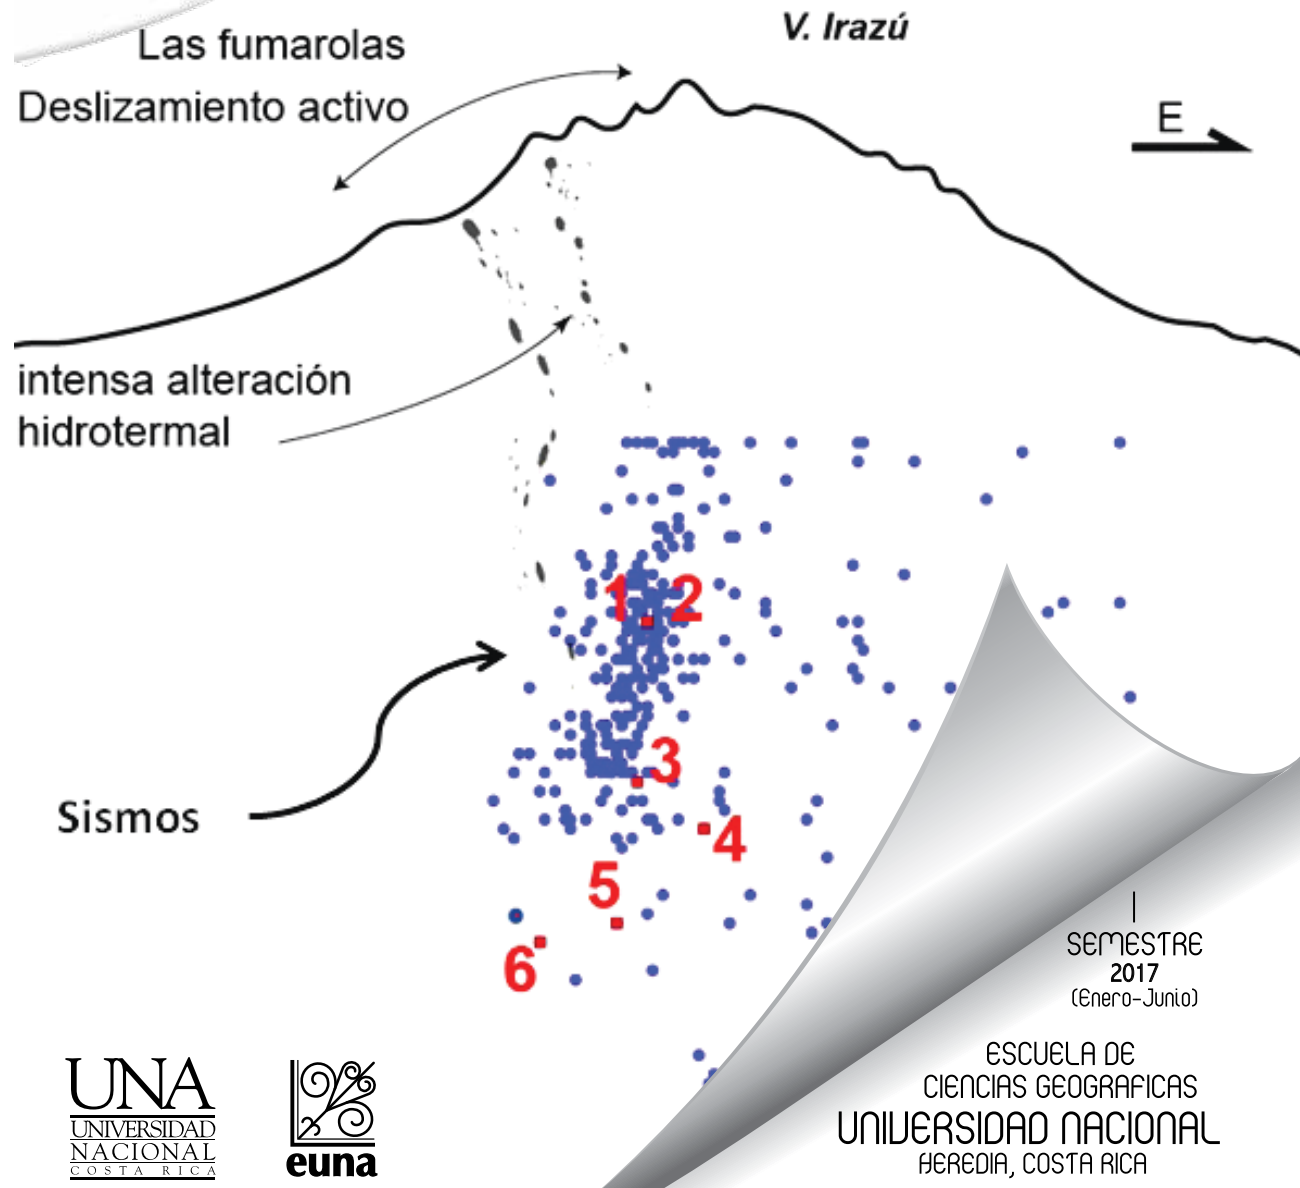 V. Irazú
Las fumarolas
Deslizamiento activo
E
intensa alteración
hidrotermal
1
2
3
Sismos
4
5
6
I
SEMESTRE
2017
(Enero-Junio)
ESCUELA DE
CIENCIAS GEOGRAFICAS
UNIVERSIDAD NACIONAL
HEREDIA, COSTA RICA
UNA
UNIVERSIDAD
NACIONAL
COSTA RICA
euna